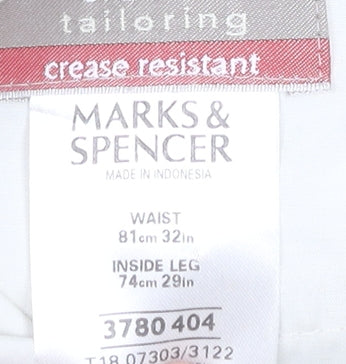 tailoring
crease resistant
MARKS &
SPENCER
MADE IN INDONESIA
WAIST
81cm 32in
INSIDE LEG
74cm 29in
3780 404
T18 07303/3122